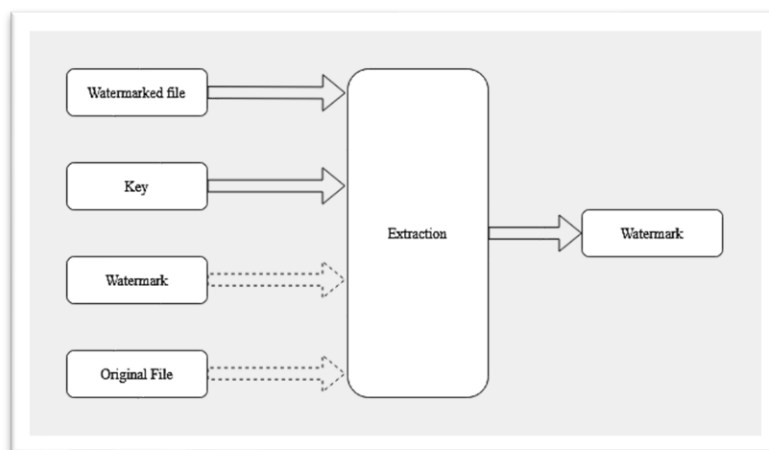 Watermarked file
Key
Watermark
Original File
Extraction
Watermark